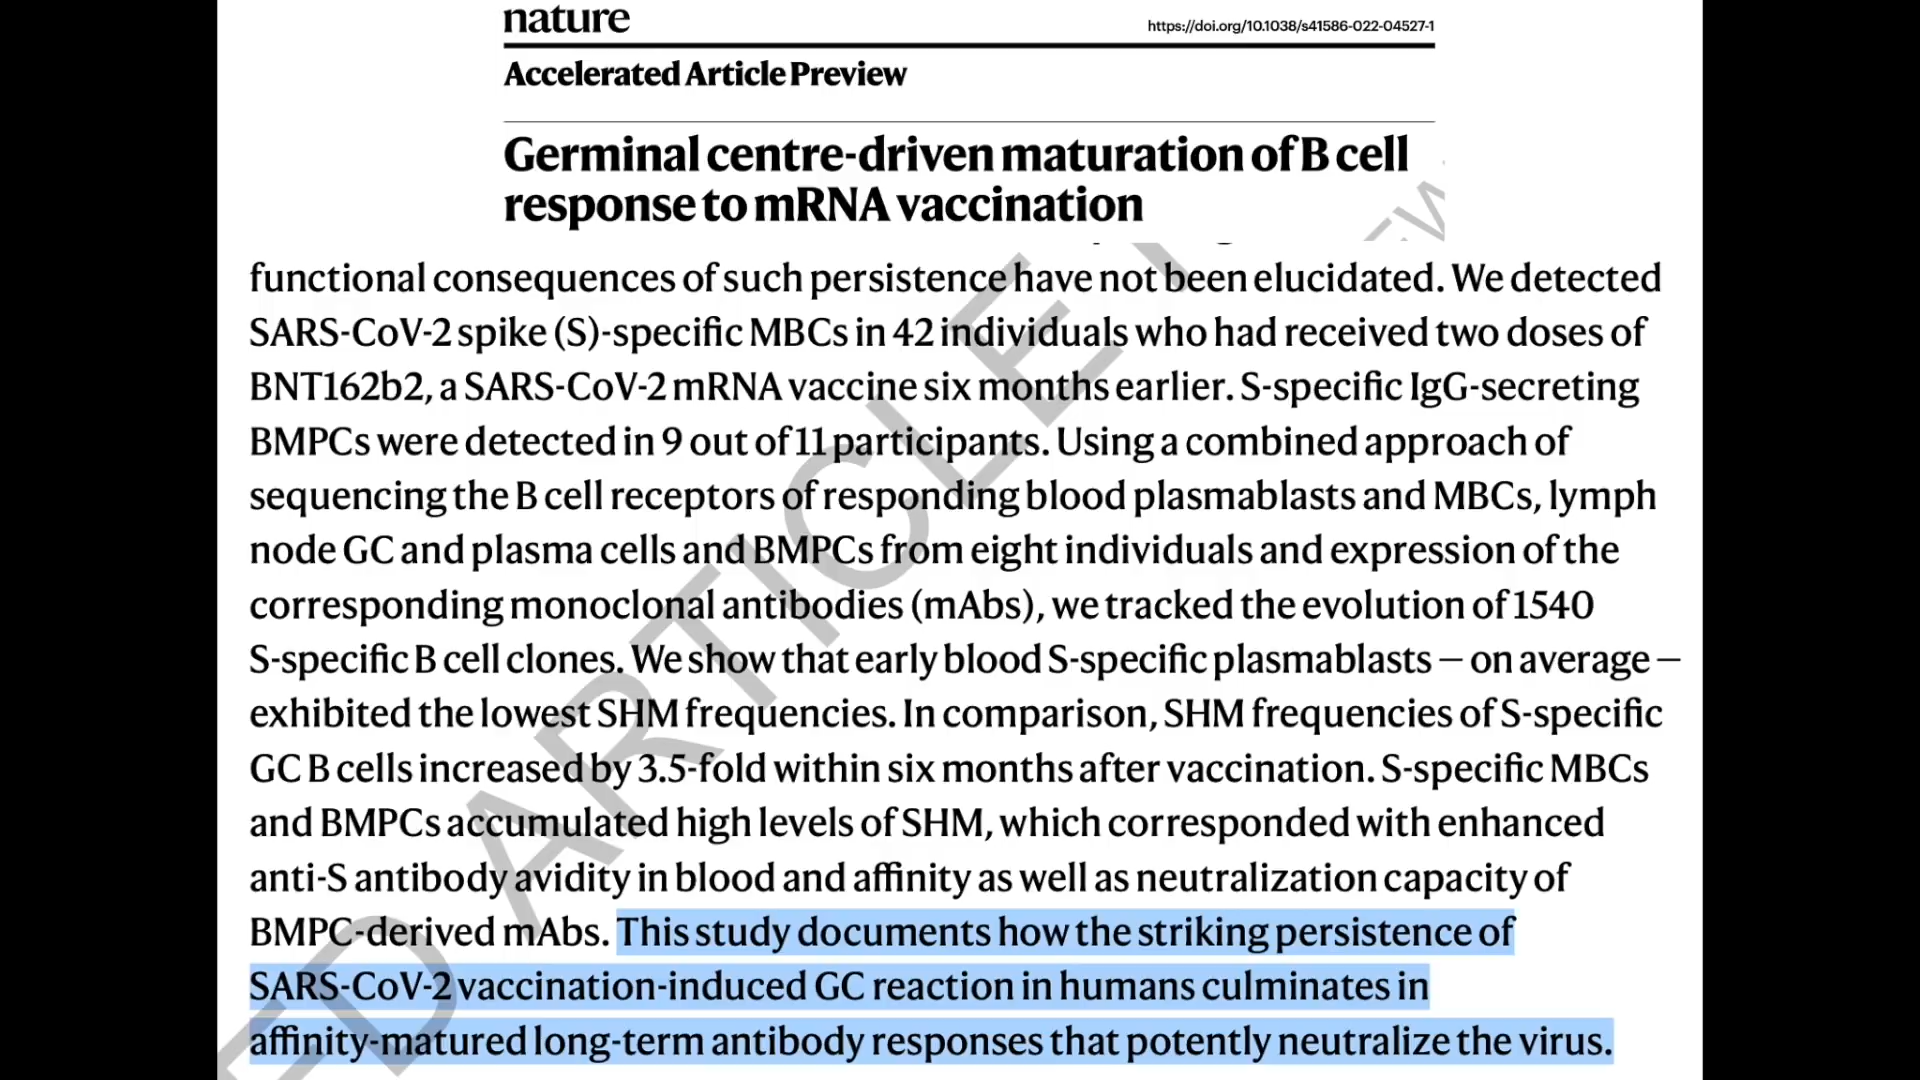 nature
https://doi.org/10.1038/s41586-022-04527-1
Accelerated Article Preview
Germinal centre-driven maturation of B cell
response to mRNA vaccination
functional consequences of such persistence have not been elucidated. We detected
SARS-CoV-2 spike (S)-specific MBCs in 42 individuals who had received two doses of
BNT162b2, a SARS-CoV-2 mRNA vaccine six months earlier. S-specific IgG-secreting
BMPCs were detected in 9 out of 11 participants. Using a combined approach of
sequencing the B cell receptors of responding blood plasmablasts and MBCs, lymph
node GC and plasma cells and BMPCs from eight individuals and expression of the
corresponding monoclonal antibodies (mAbs), we tracked the evolution of 1540
S-specific B cell clones. We show that early blood S-specific plasmablasts – on average –
exhibited the lowest SHM frequencies. In comparison, SHM frequencies of S-specific
GC B cells increased by 3.5-fold within six months after vaccination. S-specific MBCs
and BMPCs accumulated high levels of SHM, which corresponded with enhanced
anti-S antibody avidity in blood and affinity as well as neutralization capacity of
BMPC-derived mAbs. This study documents how the striking persistence of
SARS-CoV-2 vaccination-induced GC reaction in humans culminates in
affinity-matured long-term antibody responses that potently neutralize the virus.
ARTICLE